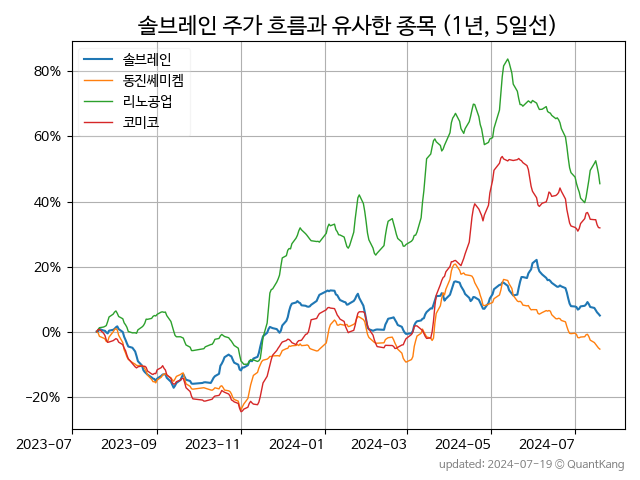 솔브레인 주가 흐름과 유사한 종목 (1년, 5일선)
솔브레인
동진쎄미켐
리노공업
코미코
80%
60%
40%
20%
0%
−20%
2023-07 2023-09 2023-11 2024-01 2024-03 2024-05 2024-07
updated: 2024-07-19 © QuantKang